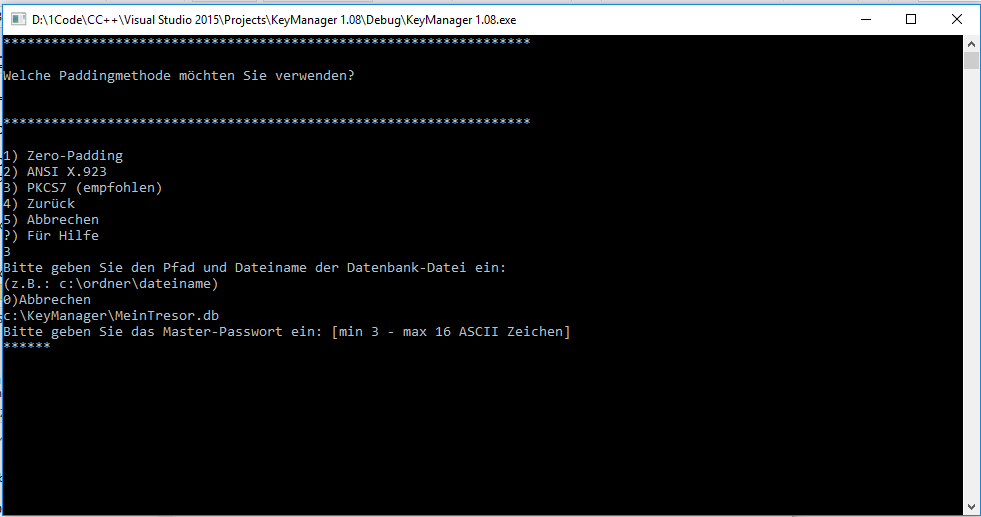 D:\1Code\CC++\Visual Studio 2015\Projects\KeyManager 1.08\Debug\KeyManager 1.08.exe
******************************************************************
Welche Paddingmethode möchten Sie verwenden?
******************************************************************
1) Zero-Padding
2) ANSI X.923
3) PKCS7 (empfohlen)
4) Zurück
5) Abbrechen
?) Für Hilfe
3
Bitte geben Sie den Pfad und Dateiname der Datenbank-Datei ein:
(z.B.: c:\ordner\dateiname)
0)Abbrechen
c:\KeyManager\MeinTresor.db
Bitte geben Sie das Master-Passwort ein: [min 3 - max 16 ASCII Zeichen]
******